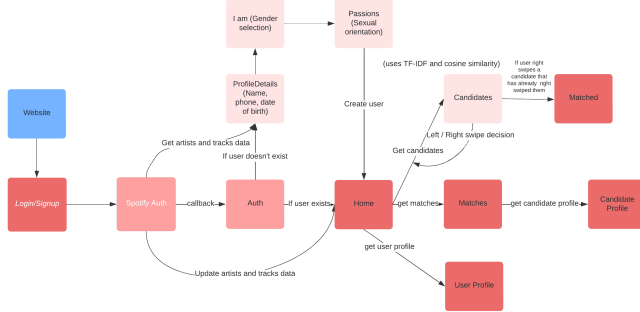 I am (Gender
selection)
Passions
(Sexual
orientation)
(uses TF-IDF and cosine similarity)
If user right
swipes a
candidate that
has already right
swiped them
ProfileDetails
(Name,
phone, date
of birth)
Candidates
Matched
Website
Create user
Get artists and tracks data
Left / Right swipe decision
If user doesn't exist
Get candidates
Login/Signup
Spotify Auth
callback
Auth
If user exists
Home
get matches
Matches
get candidate profile
Candidate
Profile
get user profile
Update artists and tracks data
User Profile